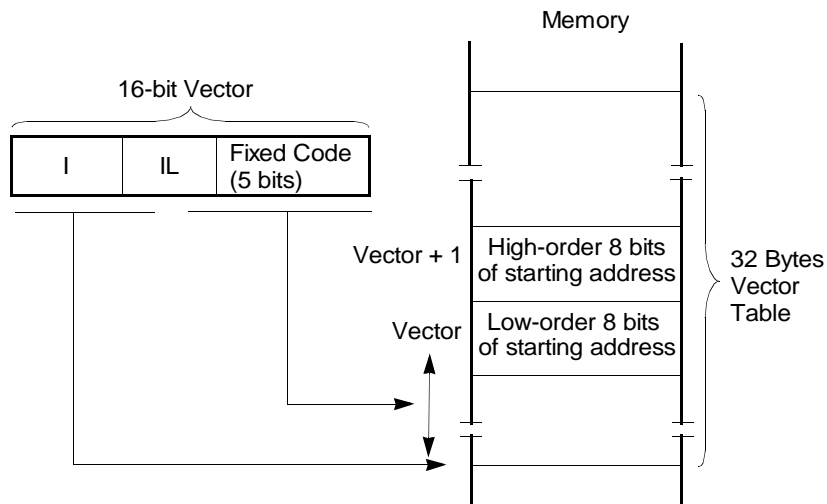 Memory
16-bit Vector
I
IL
Fixed Code
(5 bits)
Vector + 1
High-order 8 bits
of starting address
32 Bytes
Vector
Table
Vector
Low-order 8 bits
of starting address